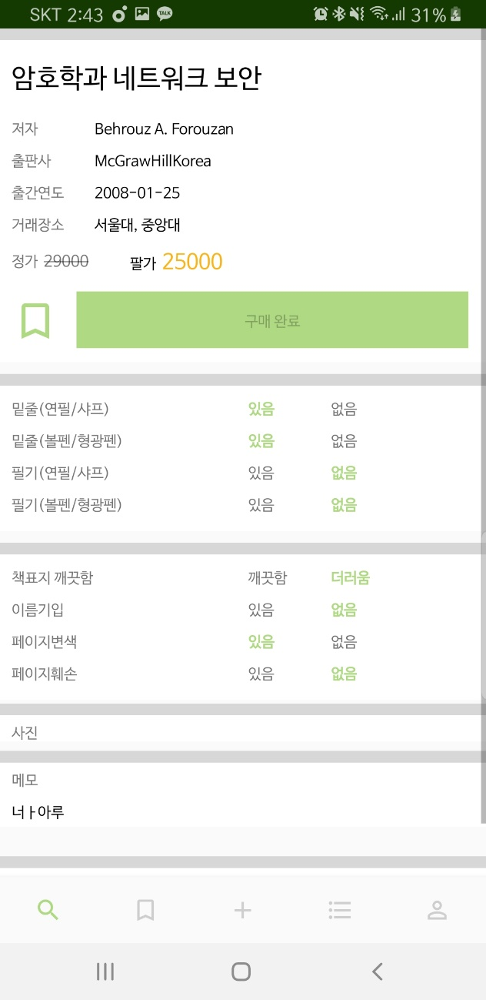 SKT 2:43 TALK 31%
암호학과 네트워크 보안
저자 Behrouz A. Forouzan
출판사 McGrawHillKorea
출간연도 2008-01-25
거래장소 서울대, 중앙대
정가 29000 팔가 25000
구매 완료
밑줄(연필/샤프) 있음 없음
밑줄(볼펜/형광펜) 있음 없음
필기(연필/샤프) 있음 없음
필기(볼펜/형광펜) 있음 없음
책표지 깨끗함 깨끗함 더러움
이름기입 있음 없음
페이지변색 있음 없음
페이지훼손 있음 없음
사진
메모
너ㅏ아루